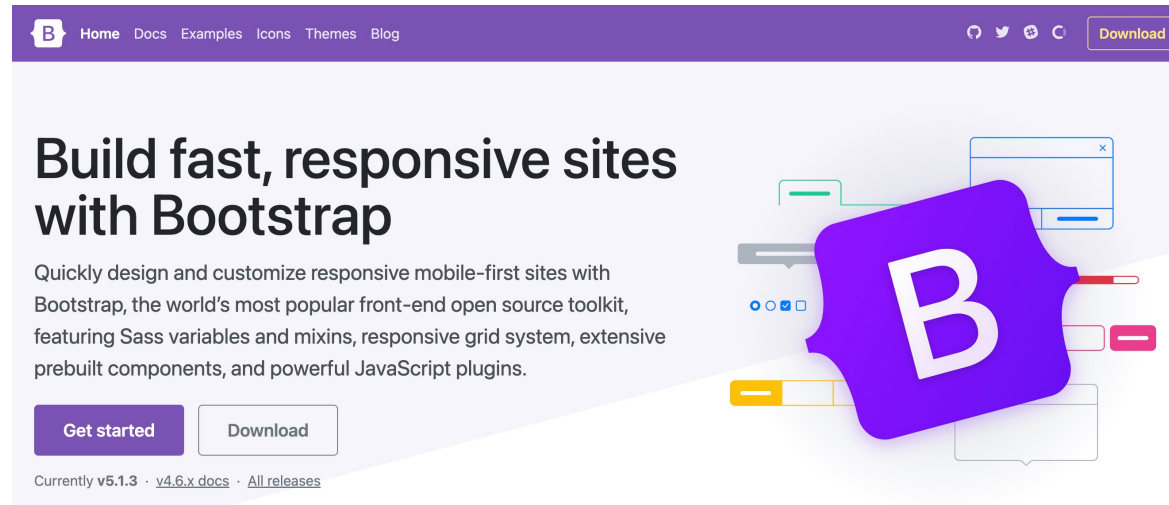 B Home Docs Examples Icons Themes Blog Download
Build fast, responsive sites
with Bootstrap
Quickly design and customize responsive mobile-first sites with
Bootstrap, the world’s most popular front-end open source toolkit,
featuring Sass variables and mixins, responsive grid system, extensive
prebuilt components, and powerful JavaScript plugins.
Get started Download
Currently v5.1.3 · v4.6.x docs · All releases
B